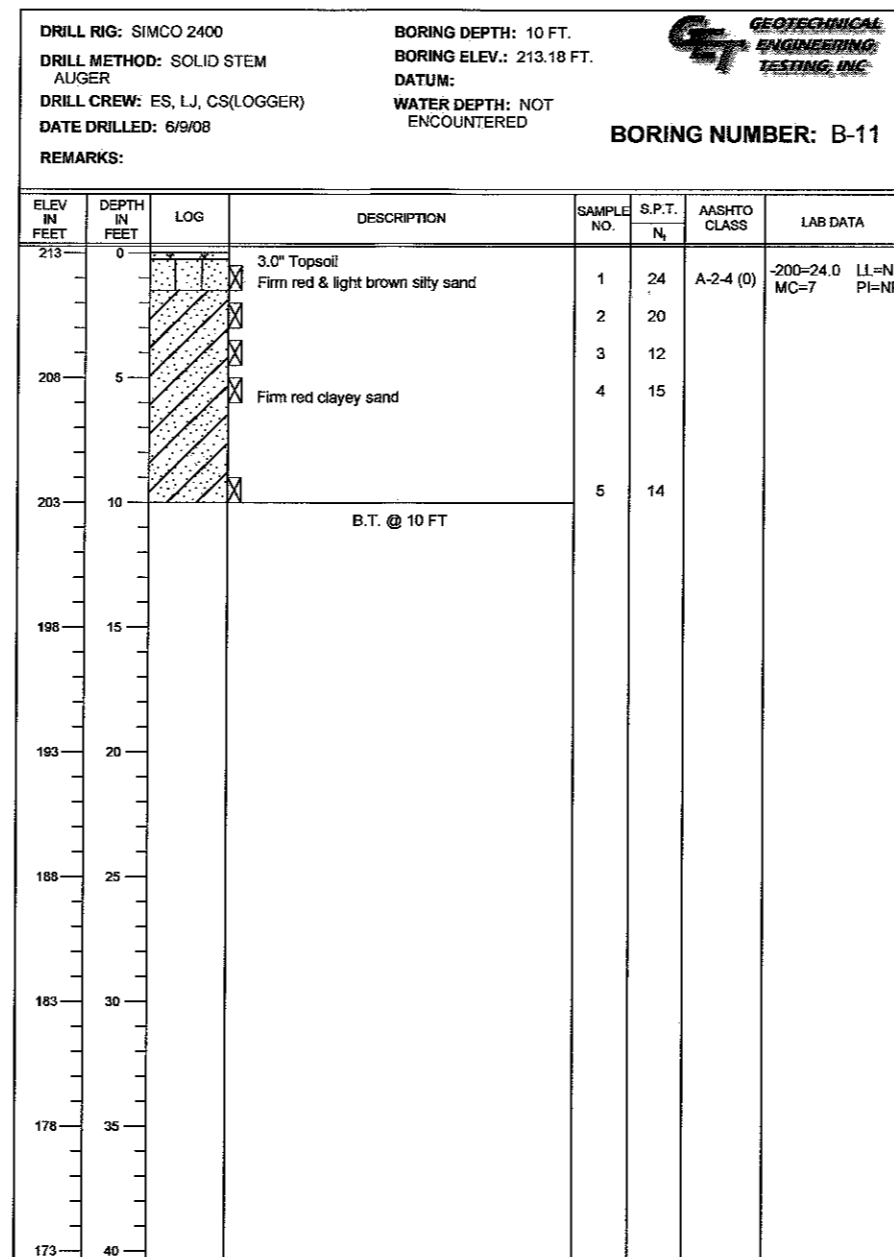 DRILL RIG: SIMCO 2400
DRILL METHOD: SOLID STEM
AUGER
DRILL CREW: ES, LJ, CS(LOGGER)
DATE DRILLED: 6/9/08
REMARKS:
BORING DEPTH: 10 FT.
BORING ELEV.: 213.18 FT.
DATUM:
WATER DEPTH: NOT
ENCOUNTERED
GET
GEOTECHNICAL
ENGINEERING
TESTING, INC
BORING NUMBER: B-11
ELEV IN FEET DEPTH IN FEET LOG DESCRIPTION SAMPLE NO. S.P.T. Nf AASHTO CLASS LAB DATA
213 0
3.0" Topsoil
Firm red & light brown silty sand 1 24 A-2-4 (0) -200=24.0 LL=N
MC=7 PI=N
2 20
3 12
208 5
Firm red clayey sand 4 15
203 10 5 14
B.T. @ 10 FT
198 15
193 20
188 25
183 30
178 35
173 40